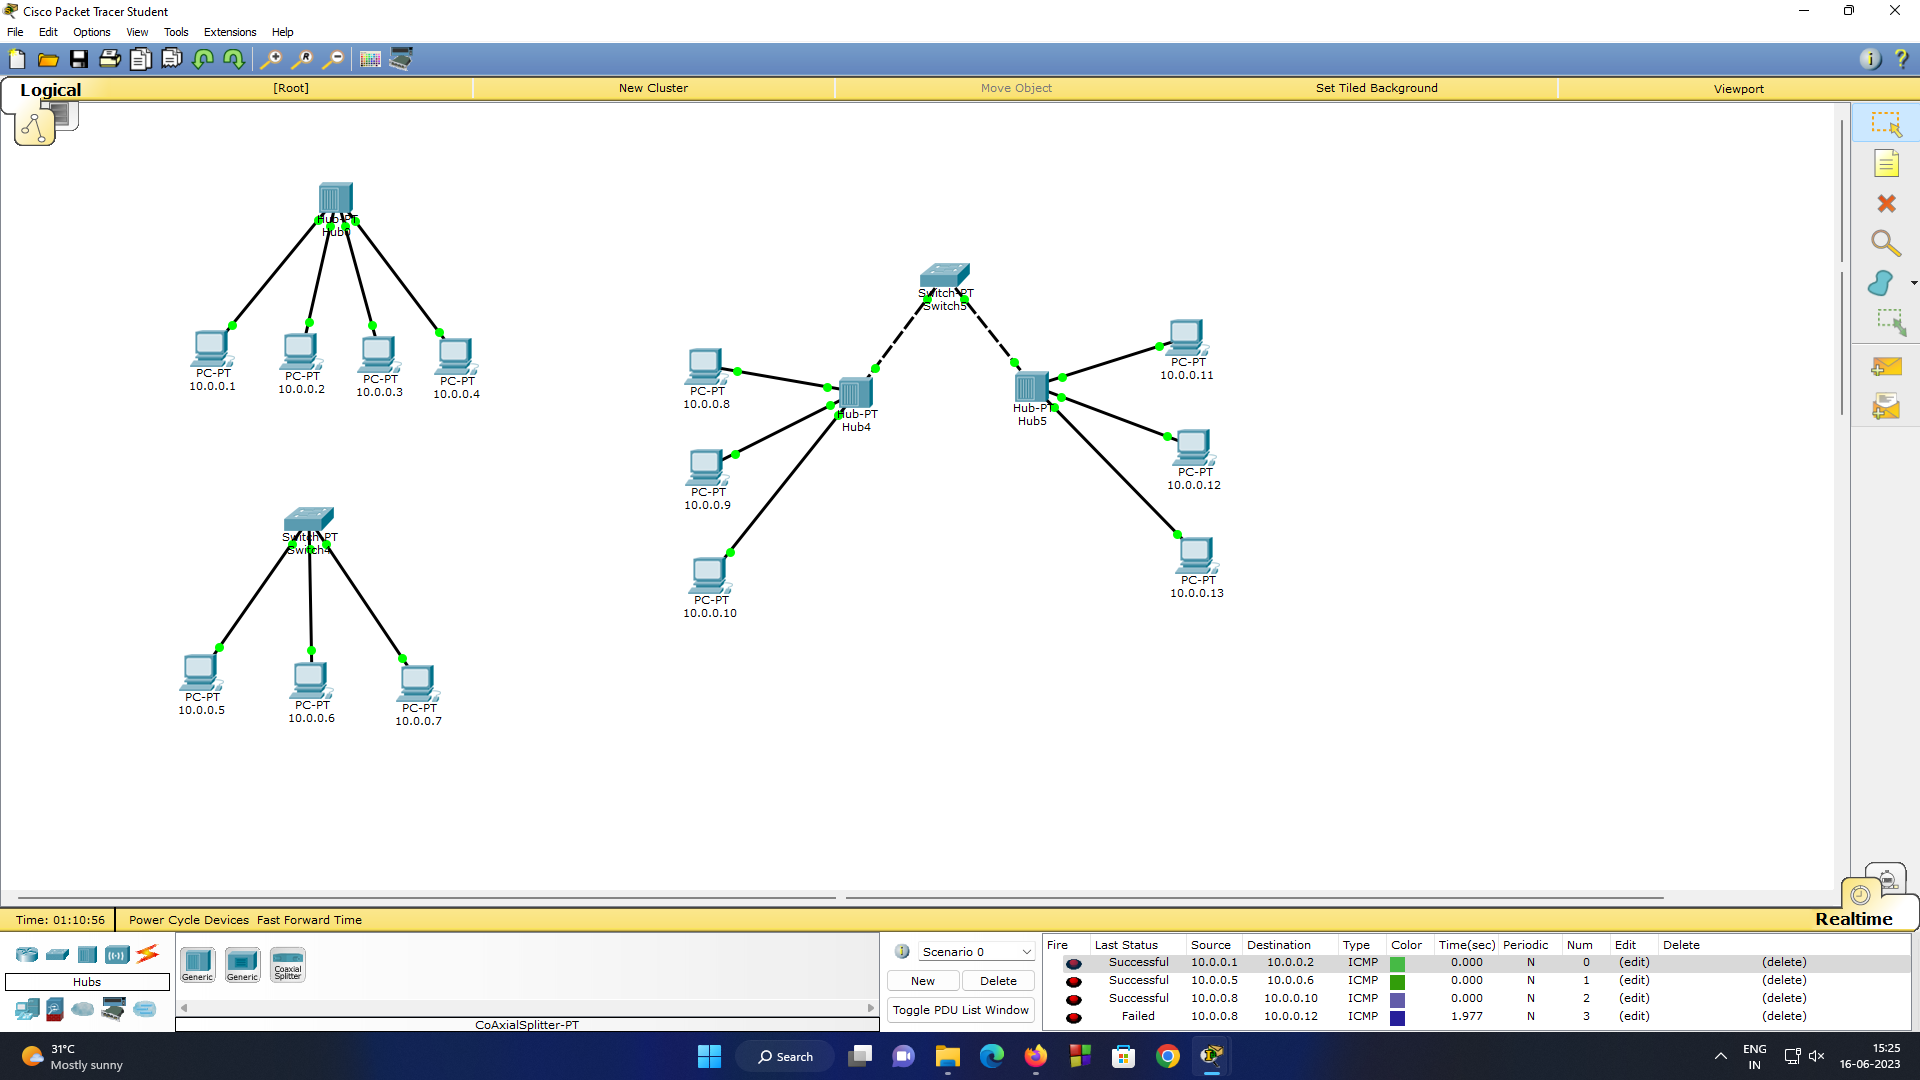 Cisco Packet Tracer Student
File Edit Options View Tools Extensions Help
Logical [Root] New Cluster Move Object Set Tiled Background Viewport
Hub-PT
Hub0
PC-PT
10.0.0.1
PC-PT
10.0.0.2
PC-PT
10.0.0.3
PC-PT
10.0.0.4
Switch-PT
Switch5
PC-PT
10.0.0.8
Hub-PT
Hub4
PC-PT
10.0.0.9
PC-PT
10.0.0.10
Hub-PT
Hub5
PC-PT
10.0.0.11
PC-PT
10.0.0.12
PC-PT
10.0.0.13
Switch-PT
Switch4
PC-PT
10.0.0.5
PC-PT
10.0.0.6
PC-PT
10.0.0.7
Time: 01:10:56 Power Cycle Devices Fast Forward Time Realtime
Hubs
Generic Generic Coaxial Splitter
CoAxialSplitter-PT
Scenario 0
New Delete
Toggle PDU List Window
Fire Last Status Source Destination Type Color Time(sec) Periodic Num Edit Delete
Successful 10.0.0.1 10.0.0.2 ICMP 0.000 N 0 (edit) (delete)
Successful 10.0.0.5 10.0.0.6 ICMP 0.000 N 1 (edit) (delete)
Successful 10.0.0.8 10.0.0.10 ICMP 0.000 N 2 (edit) (delete)
Failed 10.0.0.8 10.0.0.12 ICMP 1.977 N 3 (edit) (delete)
31°C
Mostly sunny
Search
ENG
IN
15:25
16-06-2023